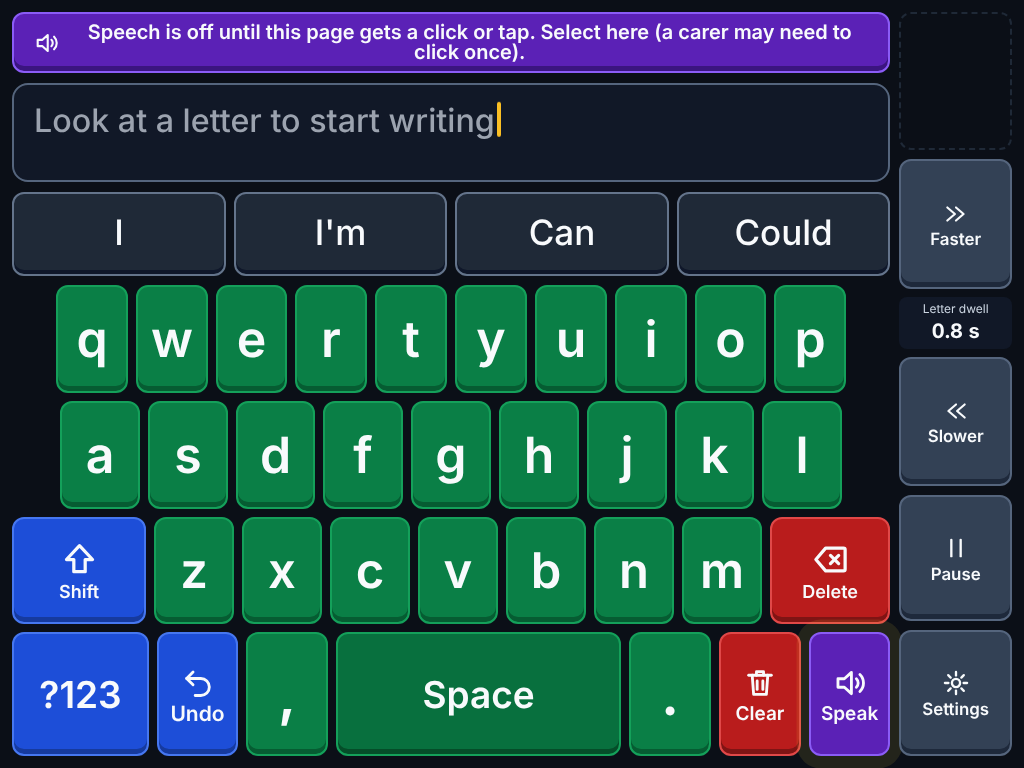 Speech is off until this page gets a click or tap. Select here (a carer may need to
click once).
Look at a letter to start writing
I I'm Can Could
Faster
Letter dwell
0.8 s
q w e r t y u i o p
a s d f g h j k l
Slower
Shift z x c v b n m Delete
Pause
?123 Undo , Space . Clear Speak
Settings